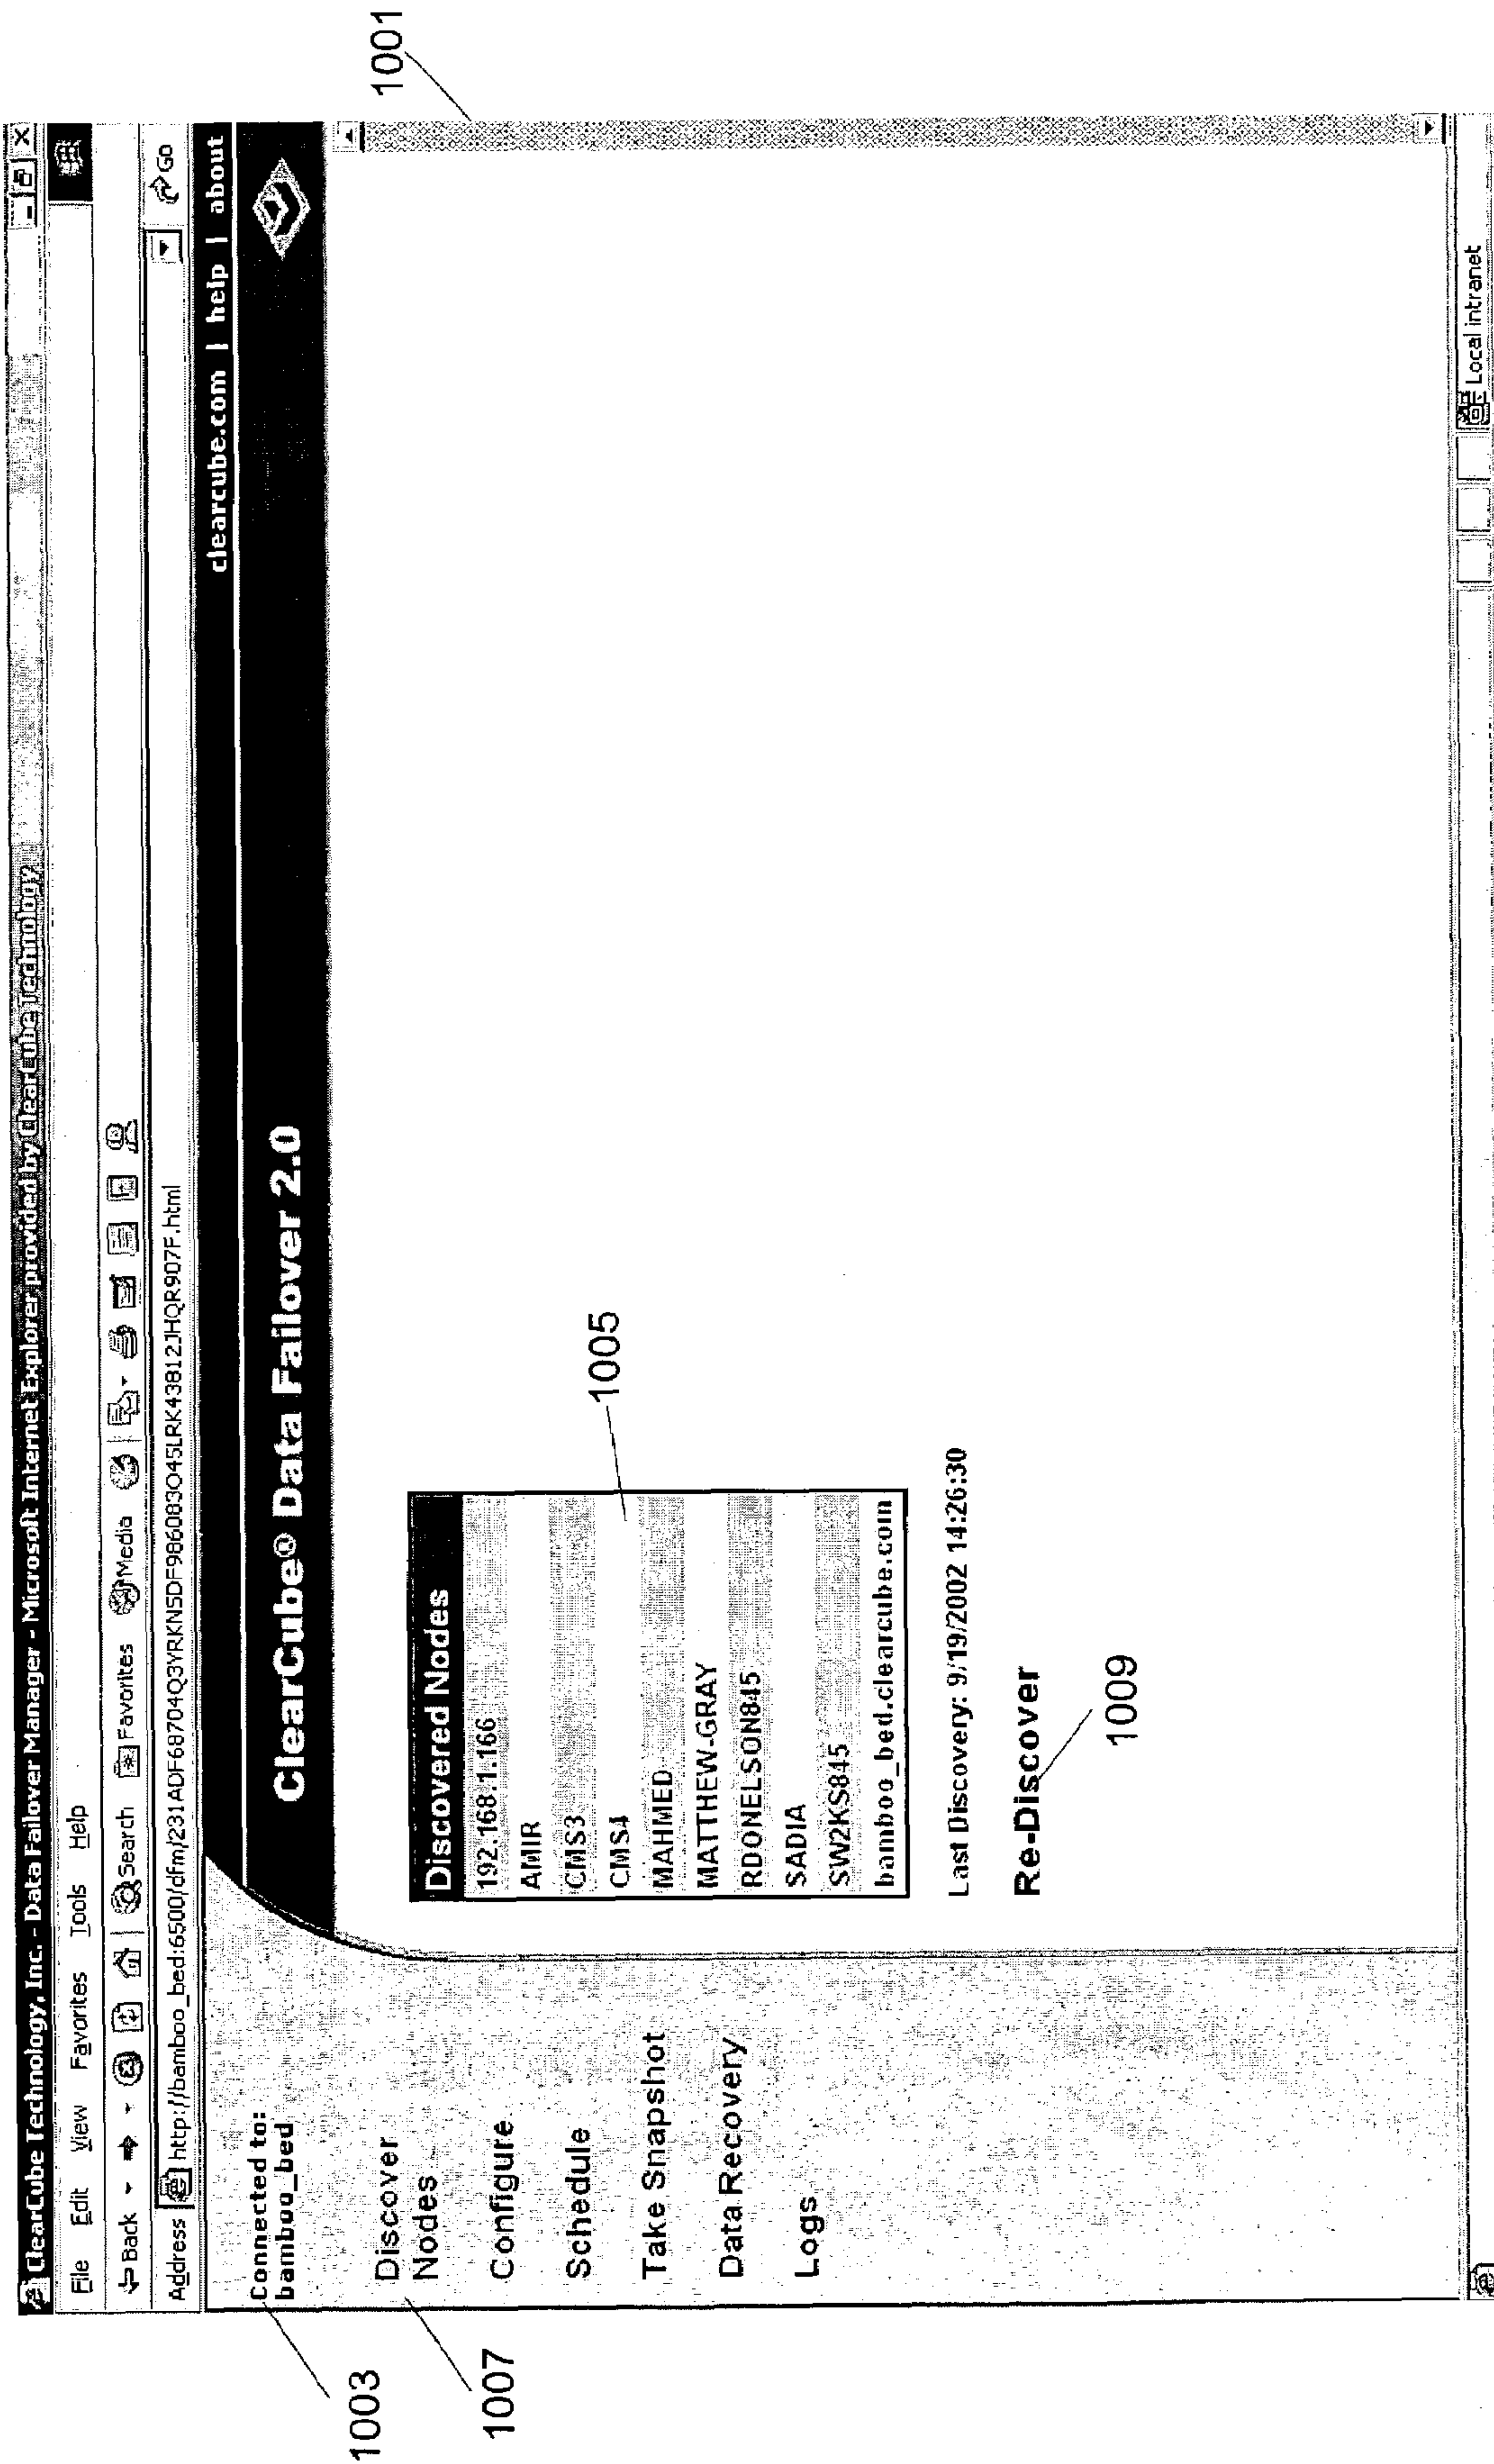 ClearCube Technology, Inc. - Data Failover Manager - Microsoft Internet Explorer provided by ClearCube Technology
File Edit View Favorites Tools Help
Back Search Favorites Media
Address http://bamboo_bed:6500/dfm/231ADF68704Q3YRKN5DF986083O45LRK43812JHQR907F.html Go
clearcube.com | help | about
Connected to:
bamboo_bed
ClearCube® Data Failover 2.0
Discover
Nodes
Configure
Schedule
Take Snapshot
Data Recovery
Logs
Discovered Nodes
192.168.1.166
AMIR
CMS3
CMS4
MAHMED
MATTHEW-GRAY
RDONELSON845
SADIA
SW2KS845
bamboo_bed.clearcube.com
Last Discovery: 9/19/2002 14:26:30
Re-Discover
Local intranet
1001
1003
1005
1007
1009